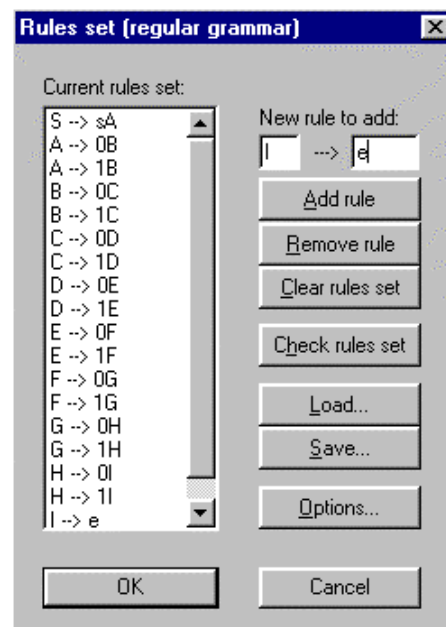 Rules set (regular grammar)
Current rules set:
S --> sA
A --> 0B
A --> 1B
B --> 0C
B --> 1C
C --> 0D
C --> 1D
D --> 0E
D --> 1E
E --> 0F
E --> 1F
F --> 0G
F --> 1G
G --> 0H
G --> 1H
H --> 0I
H --> 1I
I --> e
New rule to add:
I ---> e
Add rule
Remove rule
Clear rules set
Check rules set
Load...
Save...
Options...
OK
Cancel